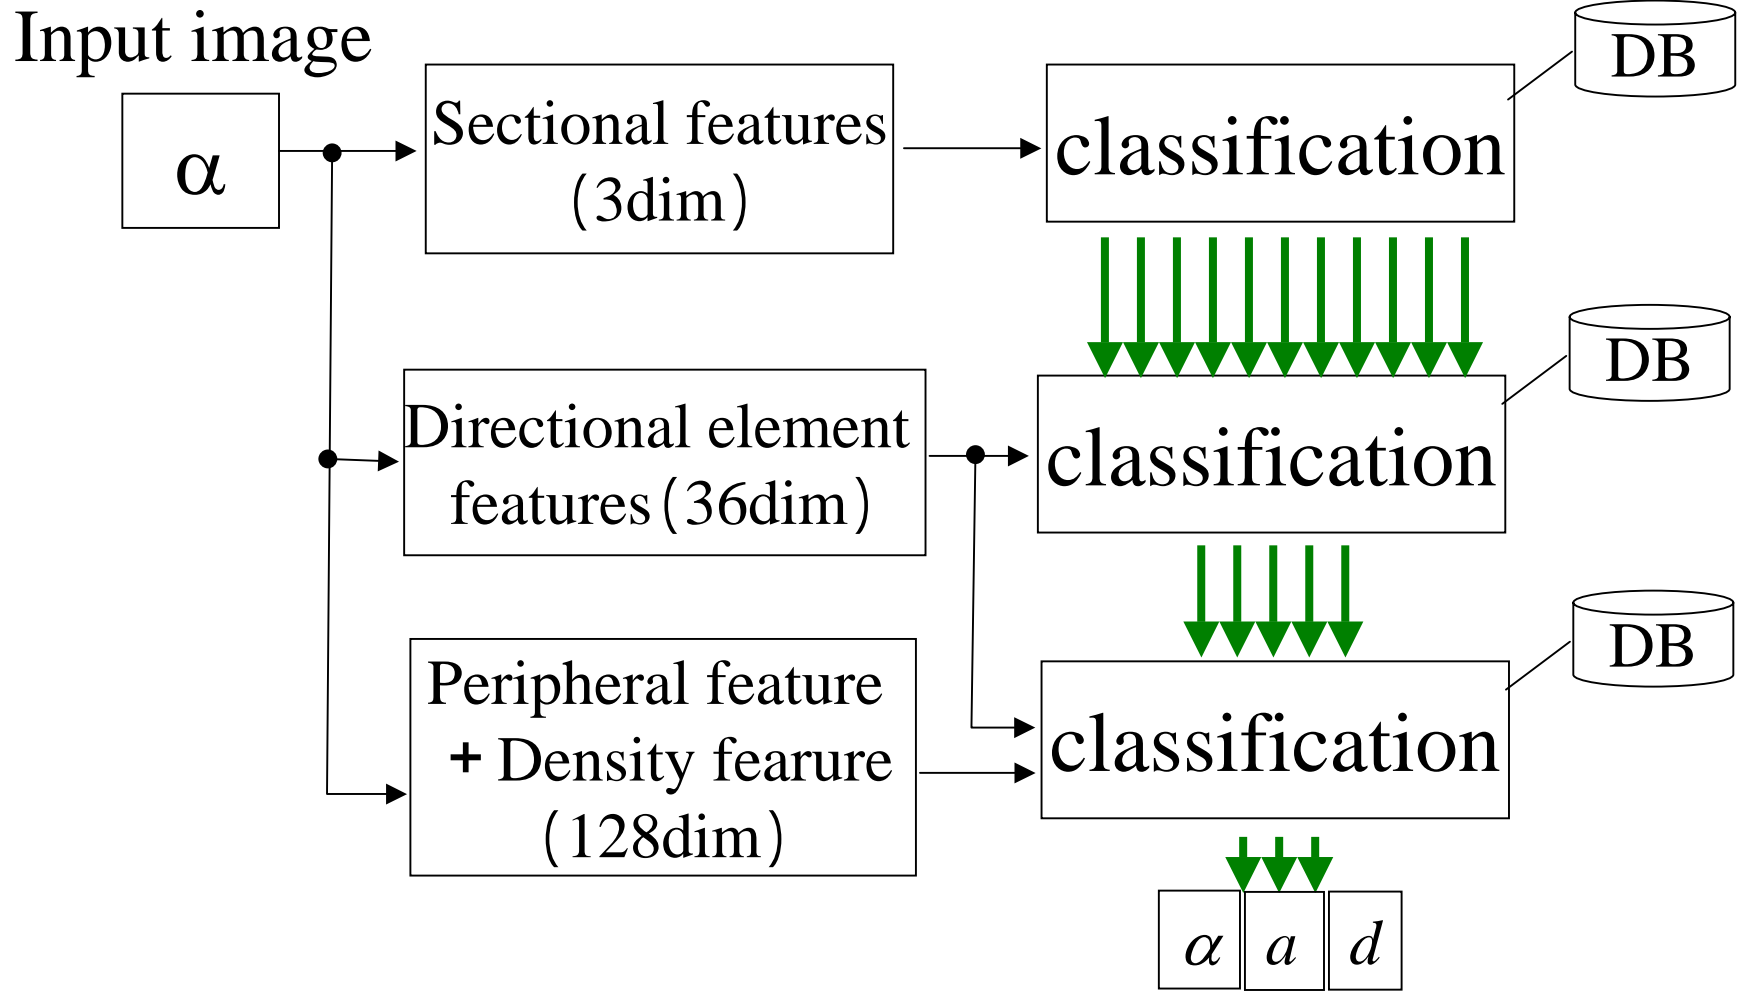 Input image
α
Sectional features
(3dim)
classification
DB
Directional element
features(36dim)
classification
DB
Peripheral feature
+ Density fearure
(128dim)
classification
DB
α
a
d